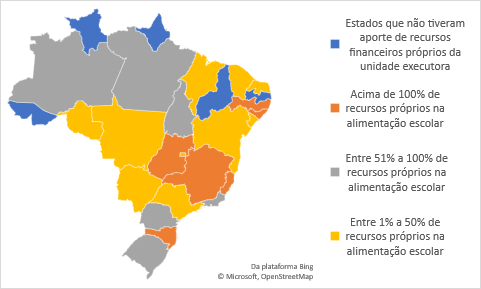 Estados que não tiveram
aporte de recursos
financeiros próprios da
unidade executora
Acima de 100% de
recursos próprios na
alimentação escolar
Entre 51% a 100% de
recursos próprios na
alimentação escolar
Entre 1% a 50% de
recursos próprios na
alimentação escolar
Da plataforma Bing
© Microsoft, OpenStreetMap